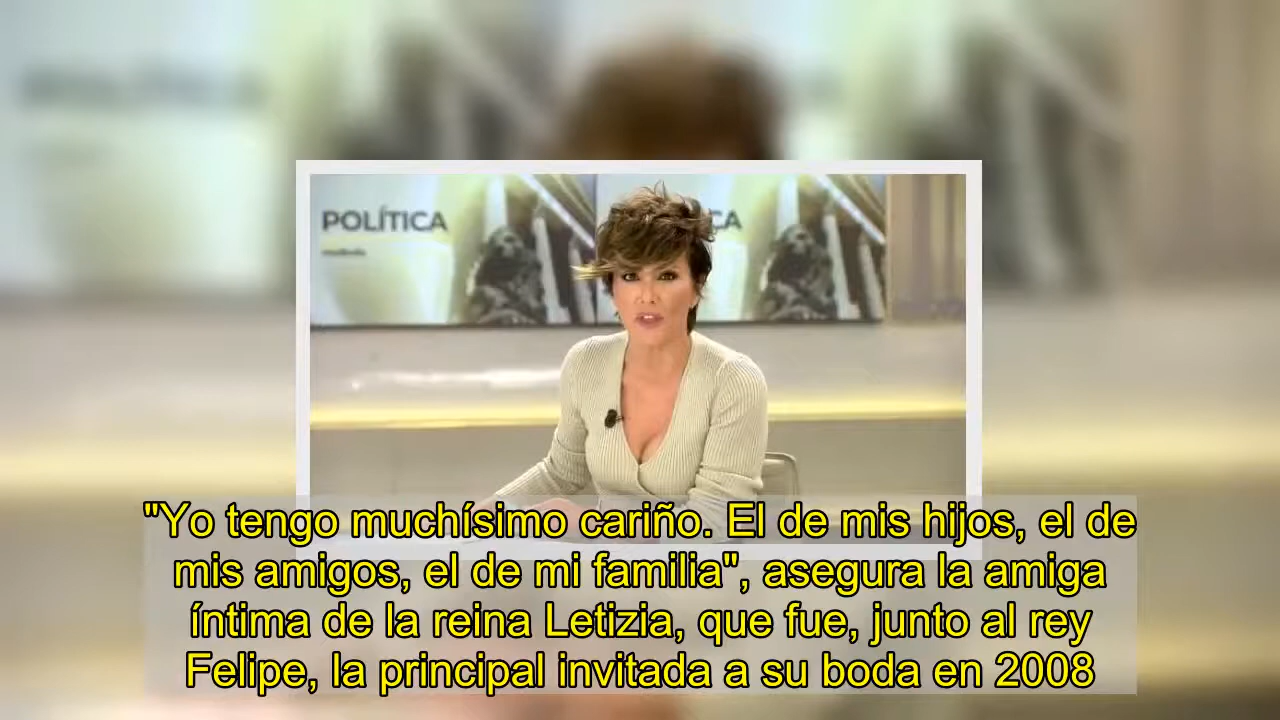 POLÍTICA
CA
"Yo tengo muchísimo cariño. El de mis hijos, el de
mis amigos, el de mi familia", asegura la amiga
íntima de la reina Letizia, que fue, junto al rey
Felipe, la principal invitada a su boda en 2008